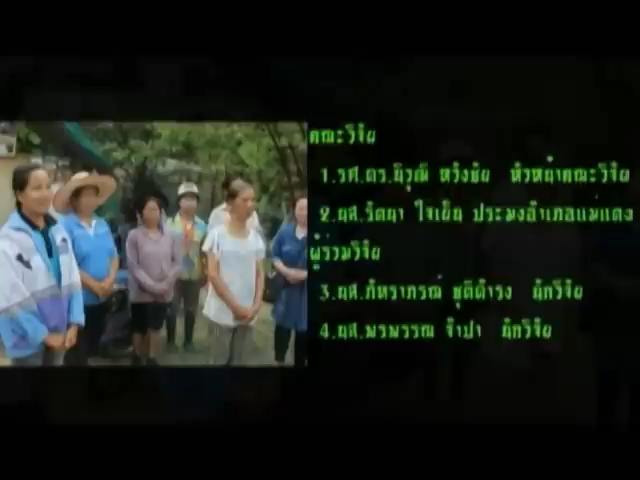 คณะวิจัย
1.รศ.ดร.นิวุฒิ หวังชัย หัวหน้าคณะวิจัย
2.นส.รัตนา ใจเย็น ประมงอำเภอแม่แตง
ผู้ร่วมวิจัย
3.นส.ภัทราภรณ์ ชุติดำรง นักวิจัย
4.นส.พรพรรณ จำปา นักวิจัย